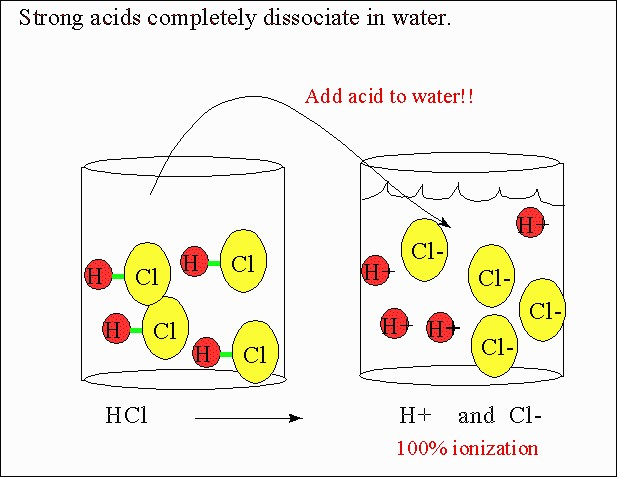 Strong acids completely dissociate in water.
Add acid to water!!
H Cl
H Cl
H Cl
H Cl
H+
Cl-
H+
Cl-
Cl-
H+
H+
Cl-
HCl
H+ and Cl-
100% ionization